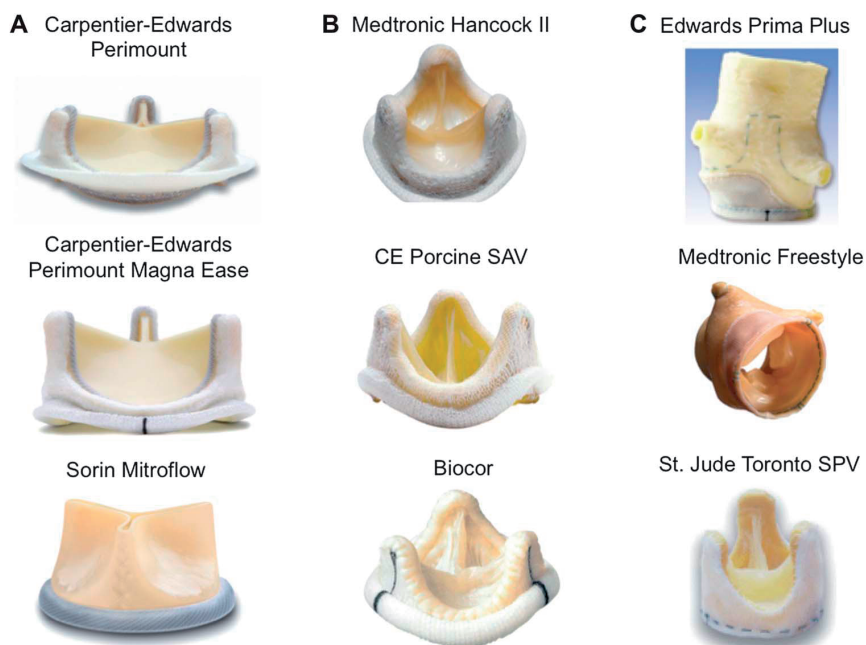 A
Carpentier-Edwards
Perimount
B
Medtronic Hancock II
C
Edwards Prima Plus
Carpentier-Edwards
Perimount Magna Ease
CE Porcine SAV
Medtronic Freestyle
Sorin Mitroflow
Biocor
St. Jude Toronto SPV